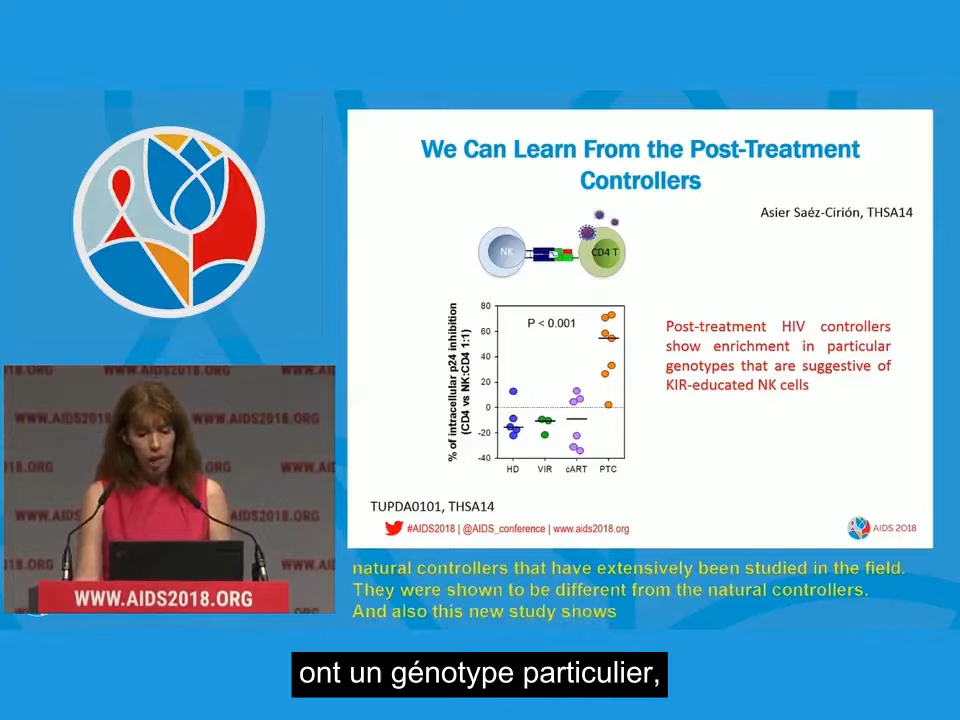 We Can Learn From the Post-Treatment
Controllers
Asier Saéz-Cirión, THSA14
NK
CD4 T
% of intracellular p24 inhibition
(CD4 vs NK:CD4 1:1)
80
60
40
20
0
-20
-40
P < 0.001
HD
VIR
cART
PTC
Post-treatment HIV controllers
show enrichment in particular
genotypes that are suggestive of
KIR-educated NK cells
TUPDA0101, THSA14
#AIDS2018 | @AIDS_conference | www.aids2018.org
AIDS 2018
WWW.AIDS2018.ORG
WWW.AIDS2018.ORG
natural controllers that have extensively been studied in the field.
They were shown to be different from the natural controllers.
And also this new study shows
ont un génotype particulier,